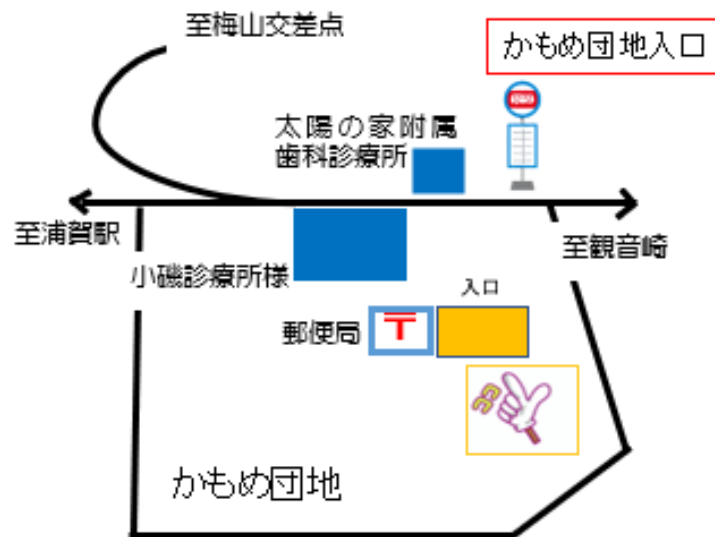 至梅山交差点
かもめ団地入口
太陽の家附属
歯科診療所
至浦賀駅
至観音崎
小磯診療所様
入口
郵便局
〒
ココ
かもめ団地